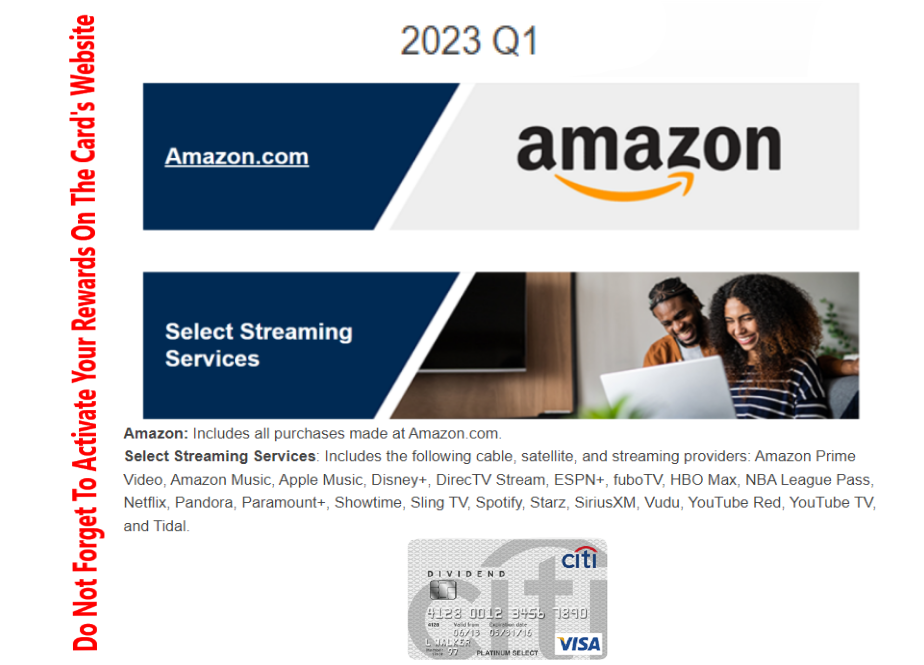 Do Not Forget To Activate Your Rewards On The Card's Website
2023 Q1
Amazon.com
amazon
Select Streaming
Services
Amazon: Includes all purchases made at Amazon.com.
Select Streaming Services: Includes the following cable, satellite, and streaming providers: Amazon Prime
Video, Amazon Music, Apple Music, Disney+, DirecTV Stream, ESPN+, fuboTV, HBO Max, NBA League Pass,
Netflix, Pandora, Paramount+, Showtime, Sling TV, Spotify, Starz, SiriusXM, Vudu, YouTube Red, YouTube TV,
and Tidal.
citi
DIVIDEND
4128 0012 3456 7890
4128 Valid from Expiration date
06/13 05/31/16
L WALKER
97 PLATINUM SELECT
VISA